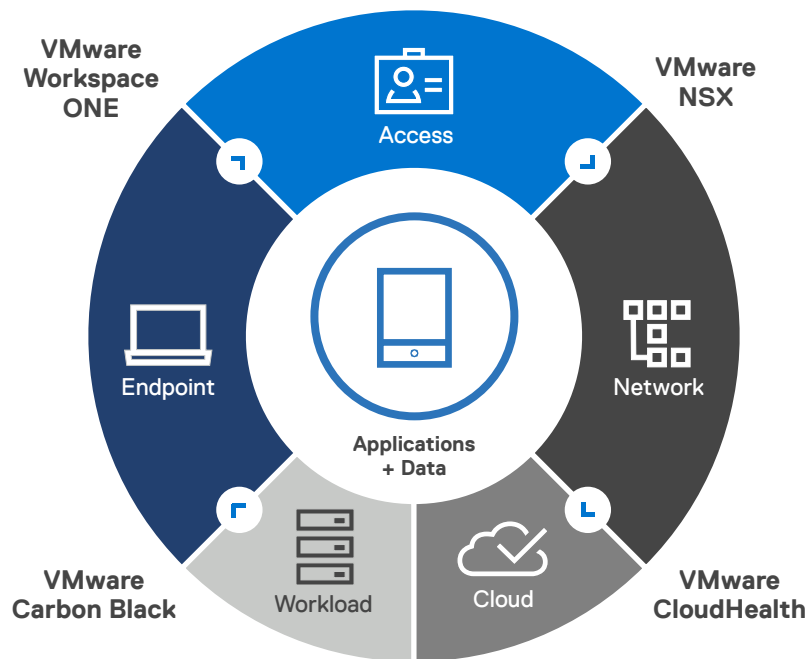 VMware
Workspace
ONE
Access
VMware
NSX
Endpoint
Network
Applications
+ Data
VMware
Carbon Black
Workload
Cloud
VMware
CloudHealth